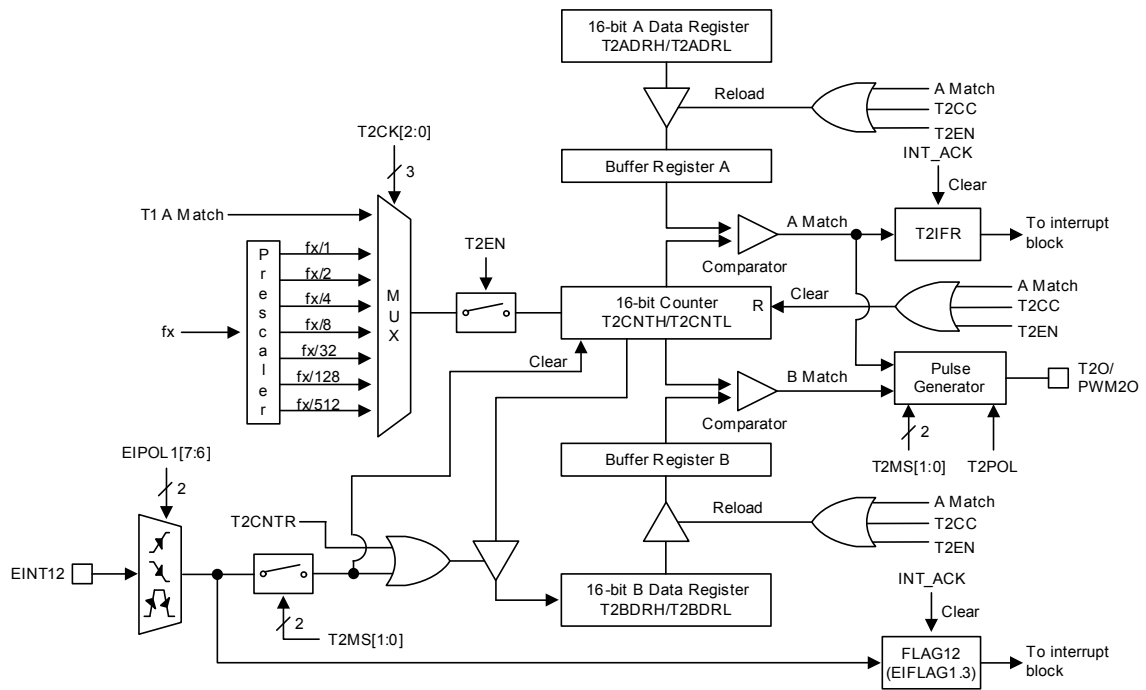 16-bit A Data Register
T2ADRH/T2ADRL
Reload
A Match
T2CC
T2EN
T2CK[2:0]
3
Buffer Register A
INT_ACK
Clear
T1 A Match
A Match
T2IFR
To interrupt
block
Comparator
Prescaler
fx/1
fx/2
fx/4
fx/8
fx/32
fx/128
fx/512
fx
MUX
T2EN
16-bit Counter
T2CNTH/T2CNTL
R
Clear
A Match
T2CC
T2EN
Clear
B Match
Comparator
Pulse
Generator
T2O/
PWM2O
2
T2MS[1:0]
T2POL
EIPOL1[7:6]
2
Buffer Register B
Reload
A Match
T2CC
T2EN
T2CNTR
EINT12
2
T2MS[1:0]
16-bit B Data Register
T2BDRH/T2BDRL
INT_ACK
Clear
FLAG12
(EIFLAG1.3)
To interrupt
block